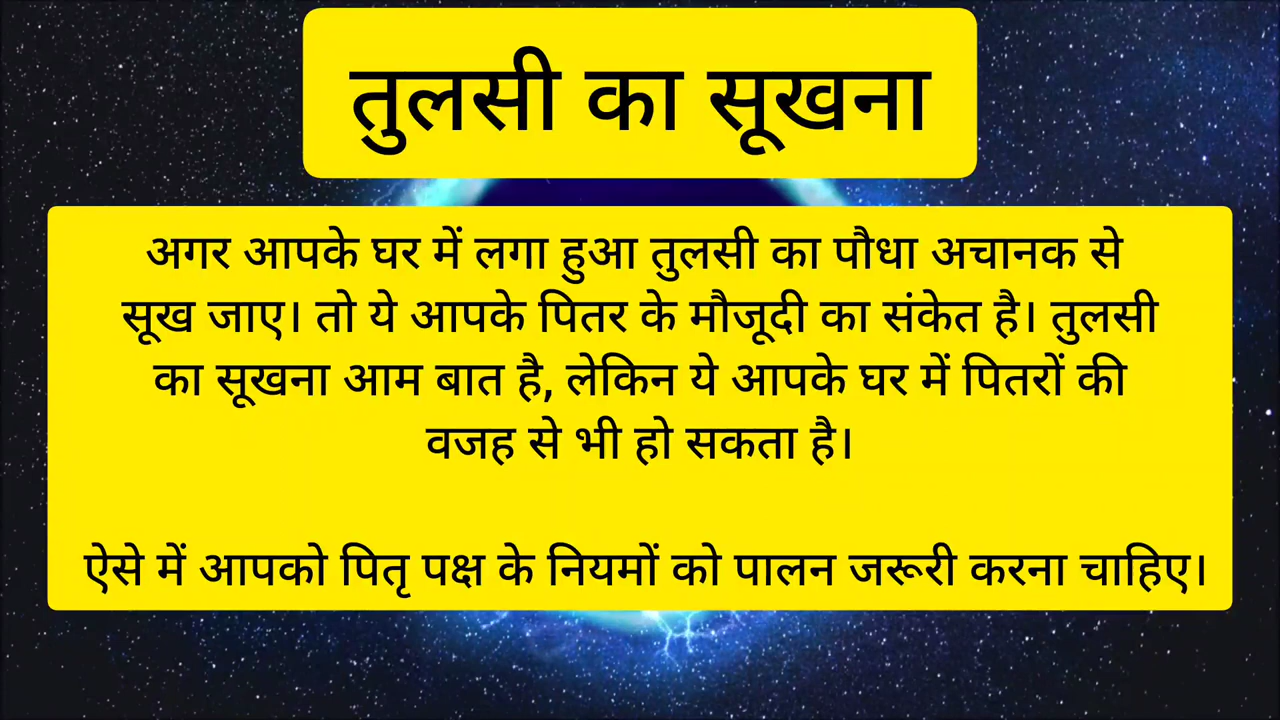 तुलसी का सूखना
अगर आपके घर में लगा हुआ तुलसी का पौधा अचानक से
सूख जाए। तो ये आपके पितर के मौजूदी का संकेत है। तुलसी
का सूखना आम बात है, लेकिन ये आपके घर में पितरों की
वजह से भी हो सकता है।
ऐसे में आपको पितृ पक्ष के नियमों को पालन जरूरी करना चाहिए।